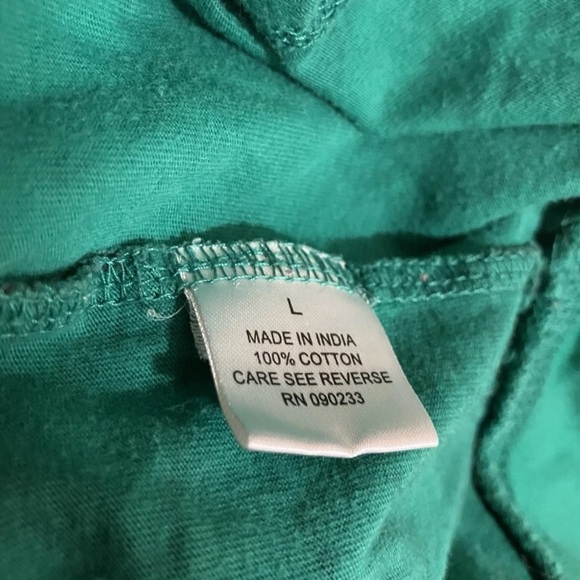 L
MADE IN INDIA
100% COTTON
CARE SEE REVERSE
RN 090233